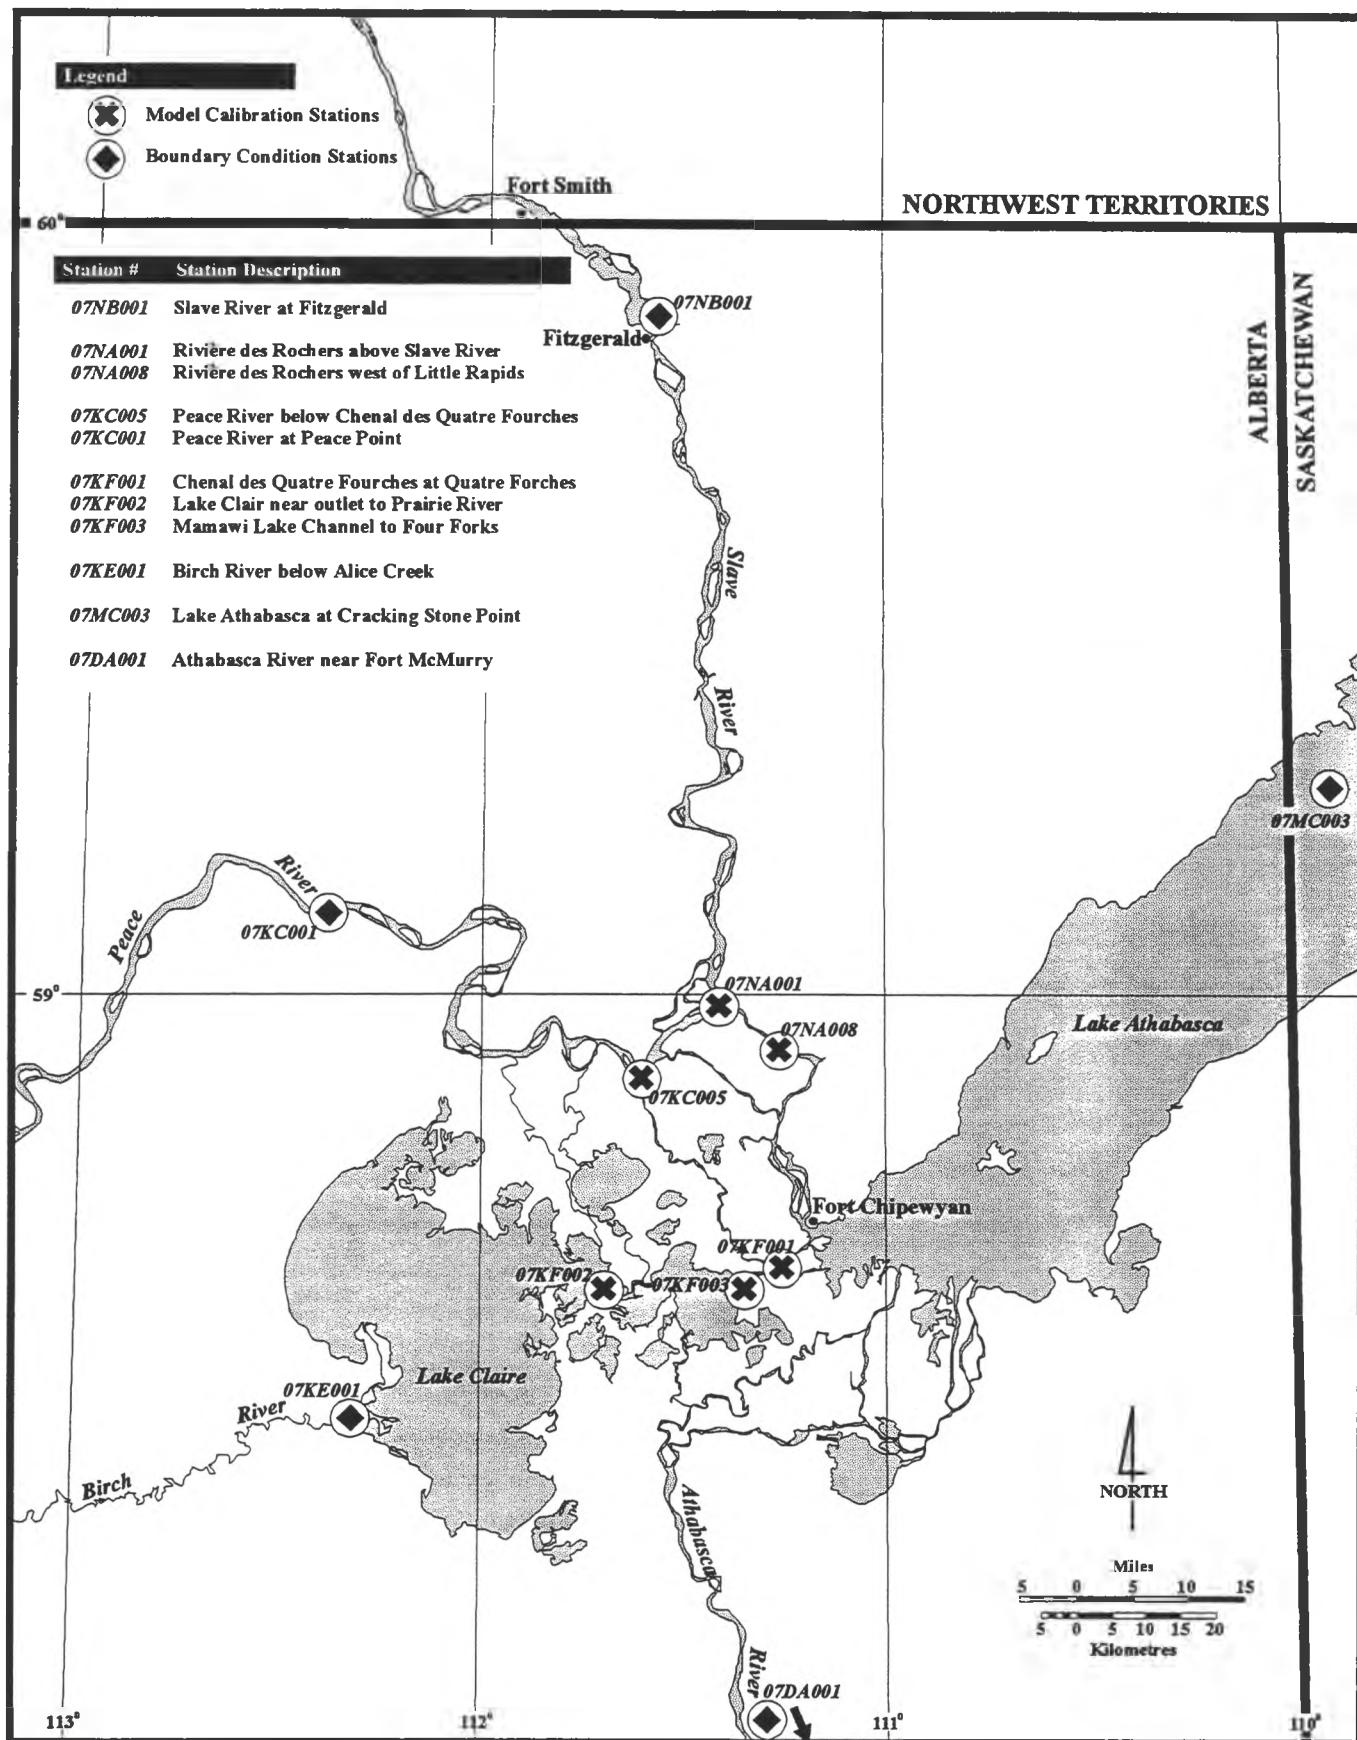 Legend
Model Calibration Stations
Boundary Condition Stations
Fort Smith
NORTHWEST TERRITORIES
60°
Station # Station Description
07NB001 Slave River at Fitzgerald
07NA001 Rivière des Rochers above Slave River
07NA008 Rivière des Rochers west of Little Rapids
07KC005 Peace River below Chenal des Quatre Fourches
07KC001 Peace River at Peace Point
07KF001 Chenal des Quatre Fourches at Quatre Forches
07KF002 Lake Clair near outlet to Prairie River
07KF003 Mamawi Lake Channel to Four Forks
07KE001 Birch River below Alice Creek
07MC003 Lake Athabasca at Cracking Stone Point
07DA001 Athabasca River near Fort McMurry
07NB001
Fitzgerald
ALBERTA
SASKATCHEWAN
Slave
River
07MC003
River
Peace
07KC001
59°
07NA001
Lake Athabasca
07NA008
07KC005
Fort Chipewyan
07KF001
07KF002
07KF003
Lake Claire
07KE001
River
Birch
Athabasca
River
NORTH
Miles
5 0 5 10 15
5 0 5 10 15 20
Kilometres
07DA001
113° 112° 111° 110°